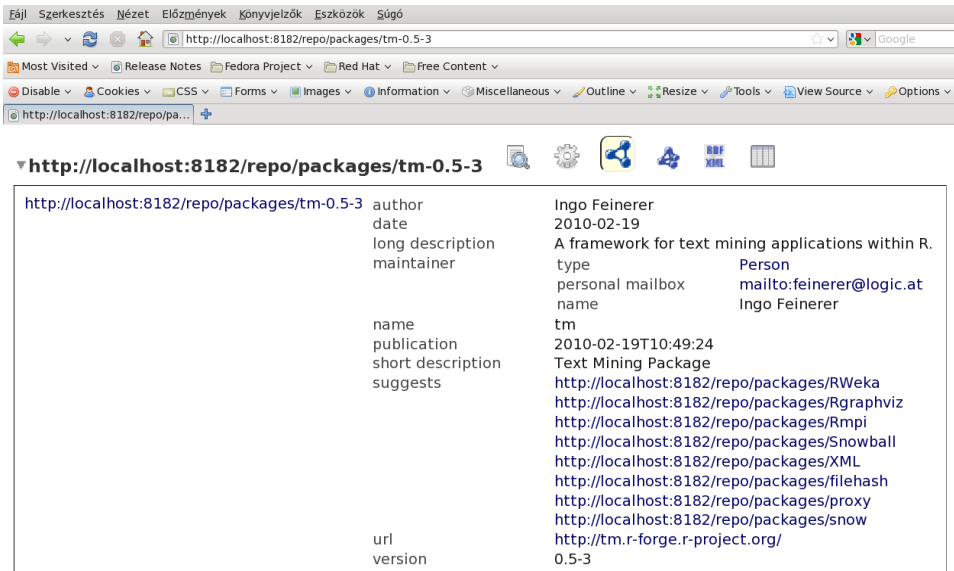 Fájl Szerkesztés Nézet Előzmények Könyvjelzők Eszközök Súgó
http://localhost:8182/repo/packages/tm-0.5-3 Google
Most Visited Release Notes Fedora Project Red Hat Free Content
Disable Cookies CSS Forms Images Information Miscellaneous Outline Resize Tools View Source Options
http://localhost:8182/repo/pa...
http://localhost:8182/repo/packages/tm-0.5-3 RDF XML
http://localhost:8182/repo/packages/tm-0.5-3 author Ingo Feinerer
date 2010-02-19
long description A framework for text mining applications within R.
maintainer type Person
personal mailbox mailto:feinerer@logic.at
name Ingo Feinerer
name tm
publication 2010-02-19T10:49:24
short description Text Mining Package
suggests http://localhost:8182/repo/packages/RWeka
http://localhost:8182/repo/packages/Rgraphviz
http://localhost:8182/repo/packages/Rmpi
http://localhost:8182/repo/packages/Snowball
http://localhost:8182/repo/packages/XML
http://localhost:8182/repo/packages/filehash
http://localhost:8182/repo/packages/proxy
http://localhost:8182/repo/packages/snow
url http://tm.r-forge.r-project.org/
version 0.5-3